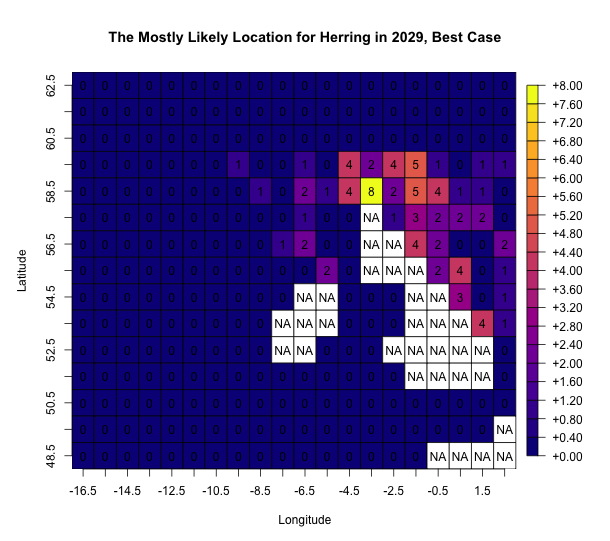 The Mostly Likely Location for Herring in 2029, Best Case
62.5 0 0 0 0 0 0 0 0 0 0 0 0 0 0 0 0 0 0 0 0
0 0 0 0 0 0 0 0 0 0 0 0 0 0 0 0 0 0 0 0
60.5 0 0 0 0 0 0 0 0 0 0 0 0 0 0 0 0 0 0 0 0
0 0 0 0 0 0 0 1 0 0 1 0 4 2 4 5 1 0 1 1
58.5 0 0 0 0 0 0 0 0 1 0 2 1 4 8 2 5 4 1 1 0
0 0 0 0 0 0 0 0 0 0 1 0 0 NA 1 3 2 2 2 0
56.5 0 0 0 0 0 0 0 0 0 1 2 0 0 NA NA 4 2 0 0 2
0 0 0 0 0 0 0 0 0 0 0 2 0 NA NA NA 2 4 0 1
54.5 0 0 0 0 0 0 0 0 0 0 NA NA 0 0 0 NA NA 3 0 1
0 0 0 0 0 0 0 0 0 NA NA NA 0 0 0 NA NA NA 4 1
52.5 0 0 0 0 0 0 0 0 0 NA NA 0 0 0 NA NA NA NA NA 0
0 0 0 0 0 0 0 0 0 0 0 0 0 0 0 NA NA NA NA 0
50.5 0 0 0 0 0 0 0 0 0 0 0 0 0 0 0 0 0 0 0 0
0 0 0 0 0 0 0 0 0 0 0 0 0 0 0 0 0 0 0 NA
48.5 0 0 0 0 0 0 0 0 0 0 0 0 0 0 0 0 NA NA NA NA
-16.5 -14.5 -12.5 -10.5 -8.5 -6.5 -4.5 -2.5 -0.5 1.5
Longitude
Latitude
+8.00
+7.60
+7.20
+6.80
+6.40
+6.00
+5.60
+5.20
+4.80
+4.40
+4.00
+3.60
+3.20
+2.80
+2.40
+2.00
+1.60
+1.20
+0.80
+0.40
+0.00